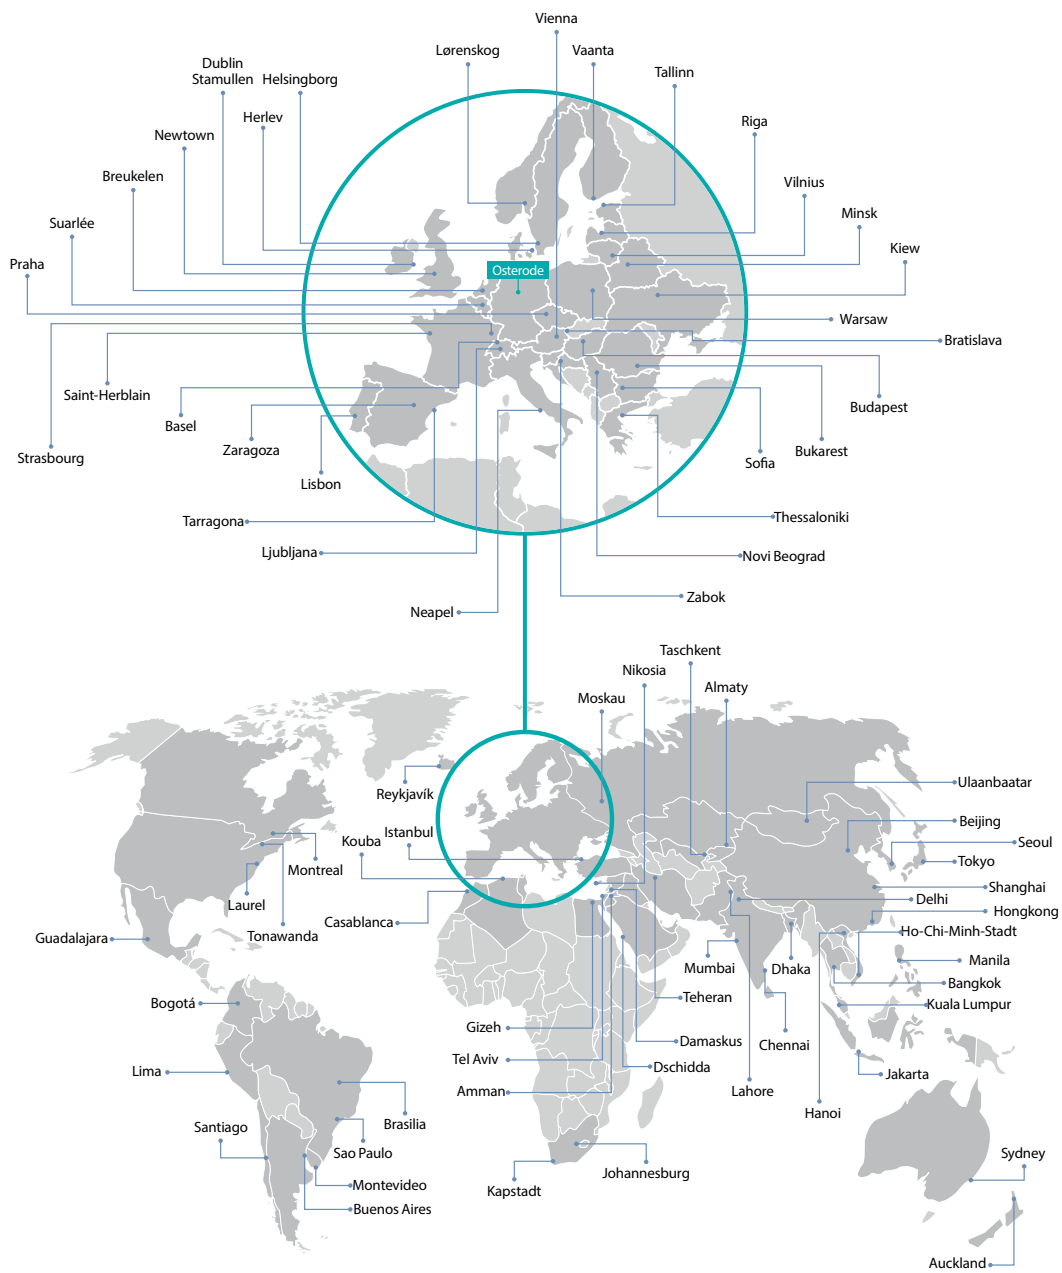 Vienna
Lørenskog
Vaanta
Dublin
Stamullen
Helsingborg
Tallinn
Herlev
Riga
Newtown
Breukelen
Vilnius
Suarlée
Minsk
Praha
Kiew
Osterode
Warsaw
Bratislava
Saint-Herblain
Basel
Budapest
Strasbourg
Zaragoza
Bukarest
Sofia
Lisbon
Tarragona
Thessaloniki
Ljubljana
Novi Beograd
Zabok
Neapel
Taschkent
Nikosia
Almaty
Moskau
Ulaanbaatar
Reykjavík
Beijing
Istanbul
Kouba
Seoul
Montreal
Tokyo
Shanghai
Laurel
Delhi
Casablanca
Hongkong
Tonawanda
Guadalajara
Ho-Chi-Minh-Stadt
Mumbai
Dhaka
Manila
Bangkok
Teheran
Bogotá
Kuala Lumpur
Gizeh
Damaskus
Chennai
Tel Aviv
Dschidda
Lima
Jakarta
Amman
Lahore
Hanoi
Brasilia
Santiago
Sao Paulo
Sydney
Johannesburg
Montevideo
Kapstadt
Buenos Aires
Auckland